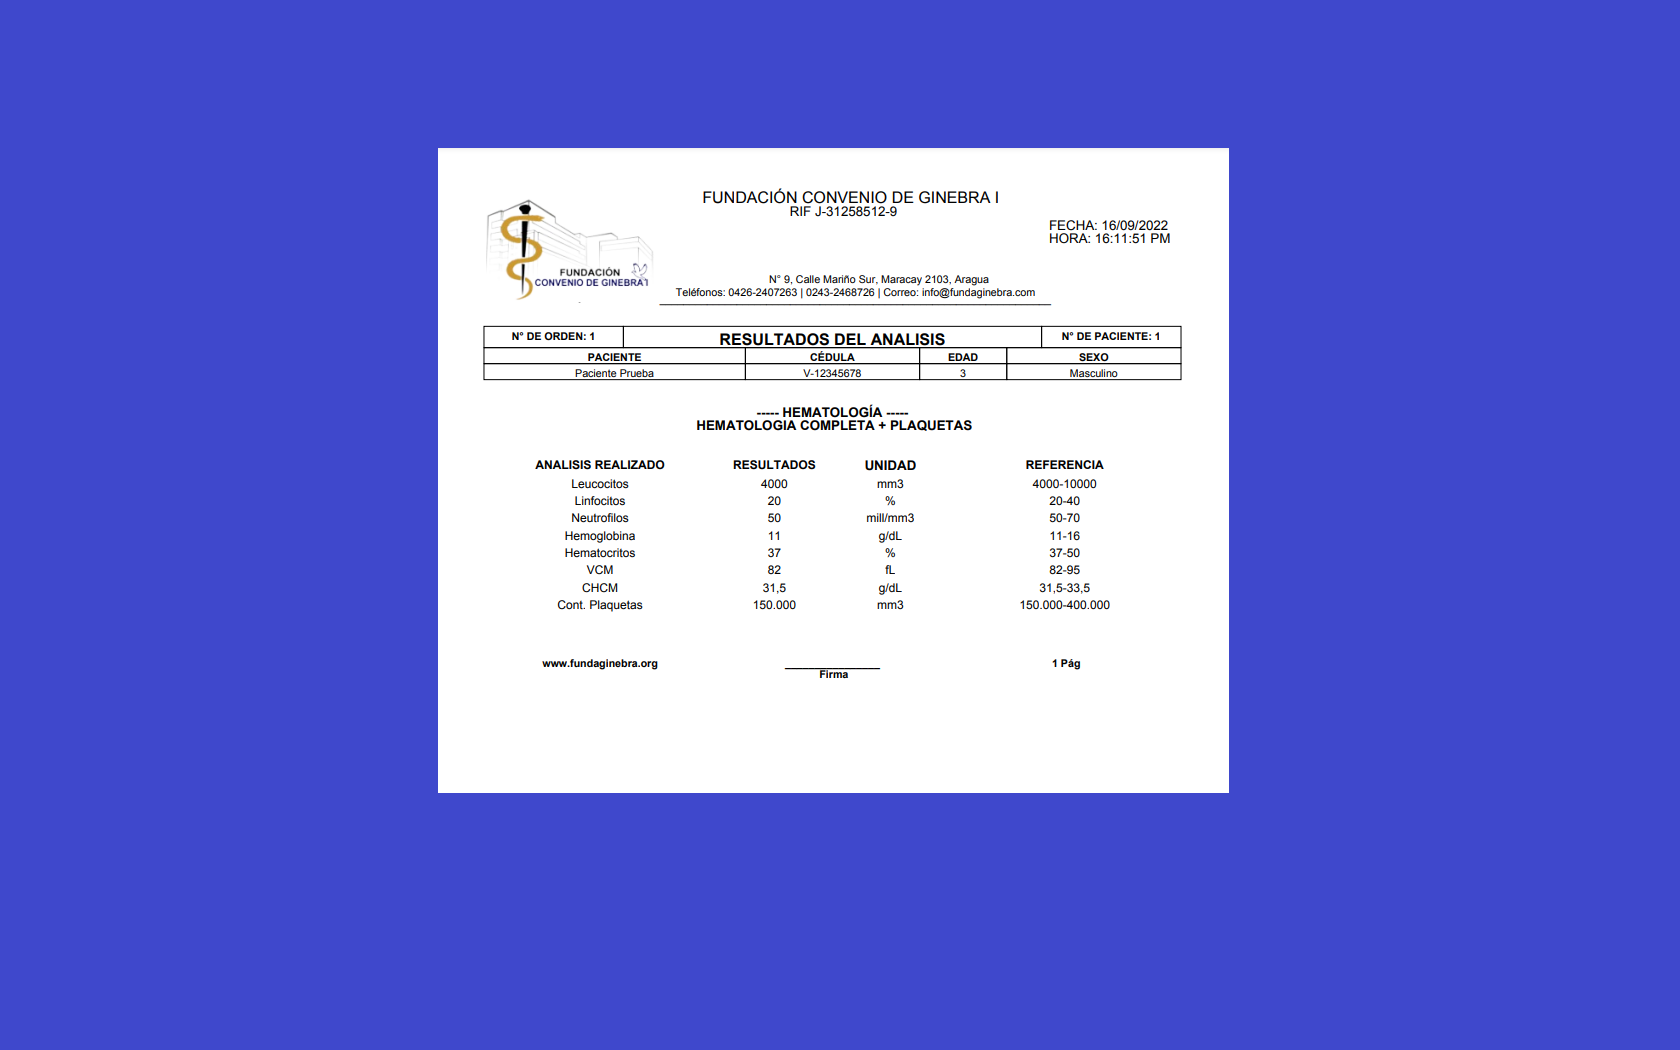 FUNDACIÓN CONVENIO DE GINEBRA I
RIF J-31258512-9
FECHA: 16/09/2022
HORA: 16:11:51 PM
FUNDACIÓN
CONVENIO DE GINEBRA I
N° 9, Calle Mariño Sur, Maracay 2103, Aragua
Teléfonos: 0426-2407263 | 0243-2468726 | Correo: info@fundaginebra.com
N° DE ORDEN: 1 RESULTADOS DEL ANALISIS N° DE PACIENTE: 1
PACIENTE CÉDULA EDAD SEXO
Paciente Prueba V-12345678 3 Masculino
----- HEMATOLOGÍA -----
HEMATOLOGIA COMPLETA + PLAQUETAS
ANALISIS REALIZADO RESULTADOS UNIDAD REFERENCIA
Leucocitos 4000 mm3 4000-10000
Linfocitos 20 % 20-40
Neutrofilos 50 mill/mm3 50-70
Hemoglobina 11 g/dL 11-16
Hematocritos 37 % 37-50
VCM 82 fL 82-95
CHCM 31,5 g/dL 31,5-33,5
Cont. Plaquetas 150.000 mm3 150.000-400.000
www.fundaginebra.org Firma 1 Pág